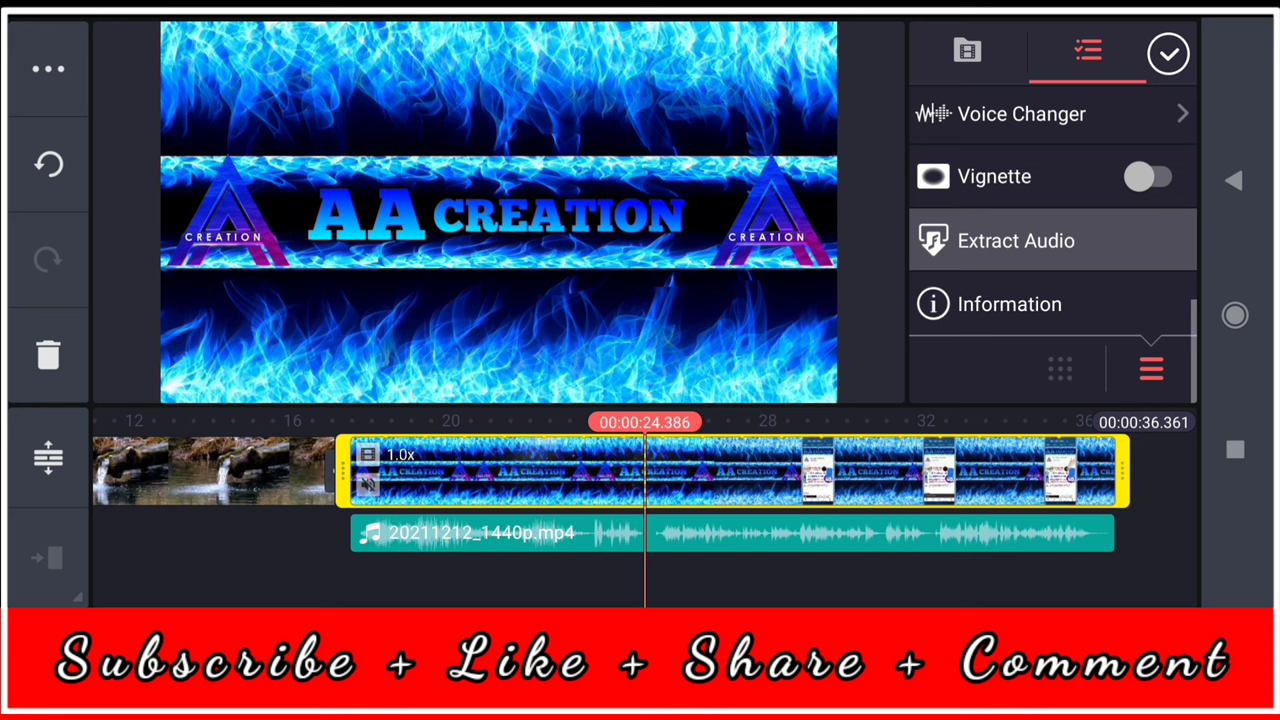 Voice Changer
Vignette
Extract Audio
Information
AA CREATION
CREATION
CREATION
12
16
20
00:00:24.386
28
32
36
00:00:36.361
1.0x
20211212_1440p.mp4
Subscribe + Like + Share + Comment